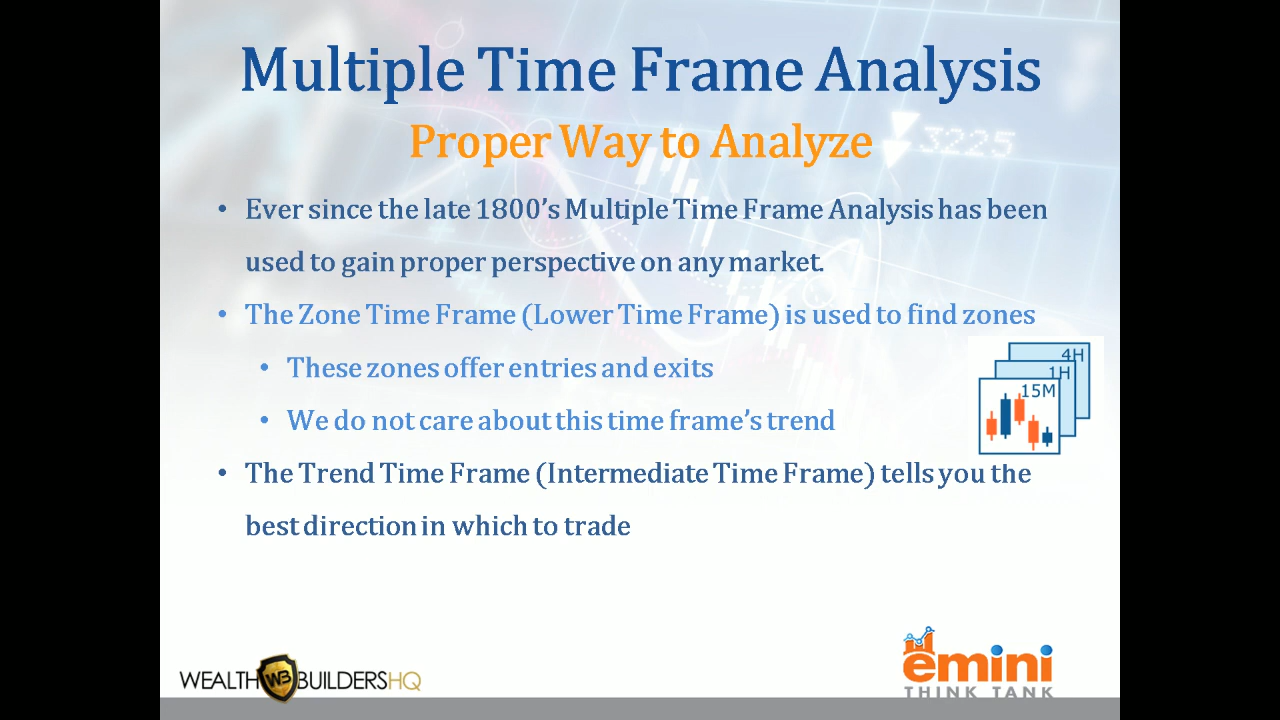 Multiple Time Frame Analysis
Proper Way to Analyze
3225
• Ever since the late 1800's Multiple Time Frame Analysis has been
used to gain proper perspective on any market.
• The Zone Time Frame (Lower Time Frame) is used to find zones
• These zones offer entries and exits
• We do not care about this time frame's trend
4H
1H
15M
• The Trend Time Frame (Intermediate Time Frame) tells you the
best direction in which to trade
WEALTH WB BUILDERSHQ
emini
THINK TANK